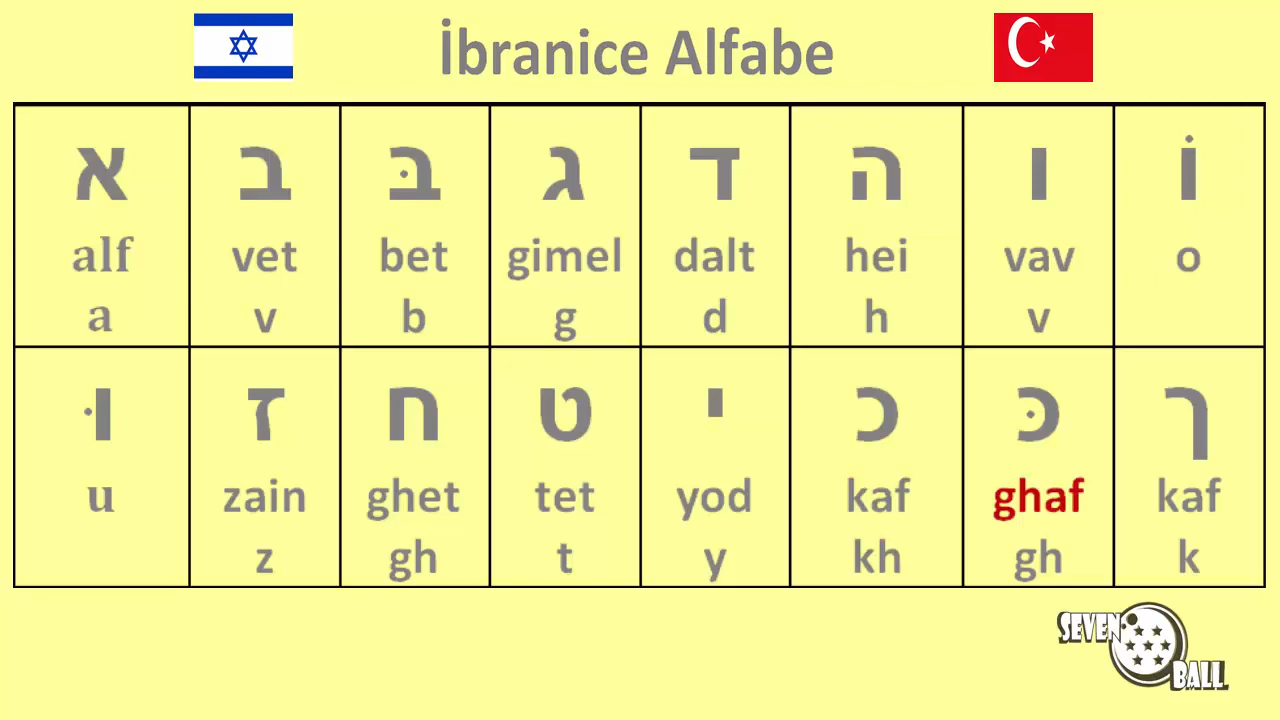 İbranice Alfabe
א ב בּ ג ד ה ו וֹ
alf vet bet gimel dalt hei vav o
a v b g d h v
וּ ז ח ט י כ כּ ך
u zain ghet tet yod kaf ghaf kaf
z gh t y kh gh k
SEVEN
BALL